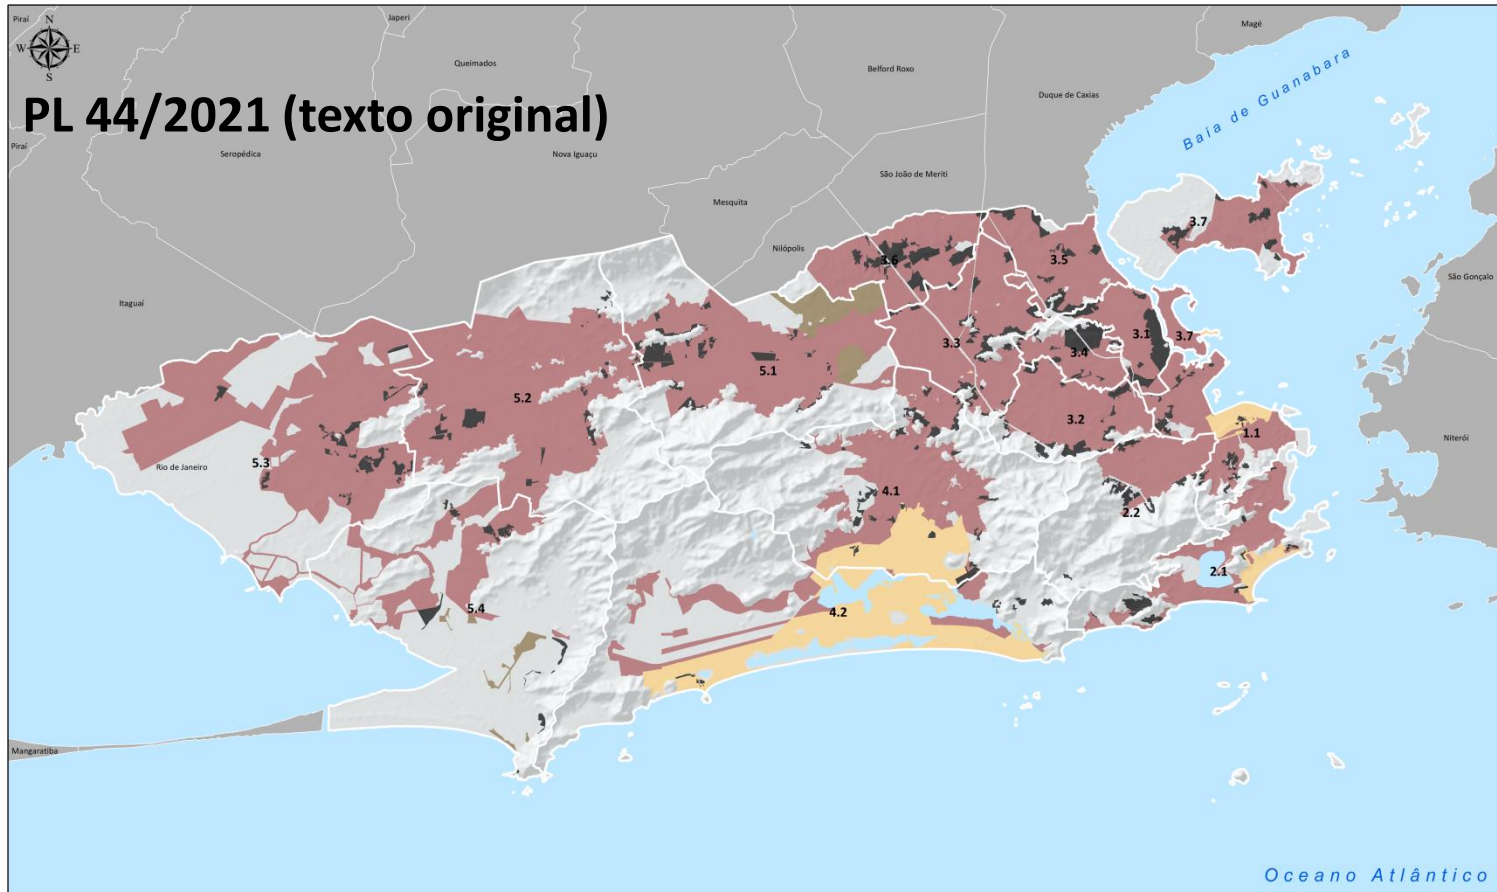 Piraí
N
W
E
S
Japeri
Magé
Queimados
Belford Roxo
Duque de Caxias
Baía de Guanabara
PL 44/2021 (texto original)
Piraí
Seropédica
Nova Iguaçu
São João de Meriti
Mesquita
Nilópolis
3.7
3.6
3.5
São Gonçalo
Itaguaí
3.3
3.4
3.1
3.7
5.1
5.2
3.2
1.1
Niterói
5.3
Rio de Janeiro
4.1
2.2
2.1
5.4
4.2
Mangaratiba
Oceano Atlântico